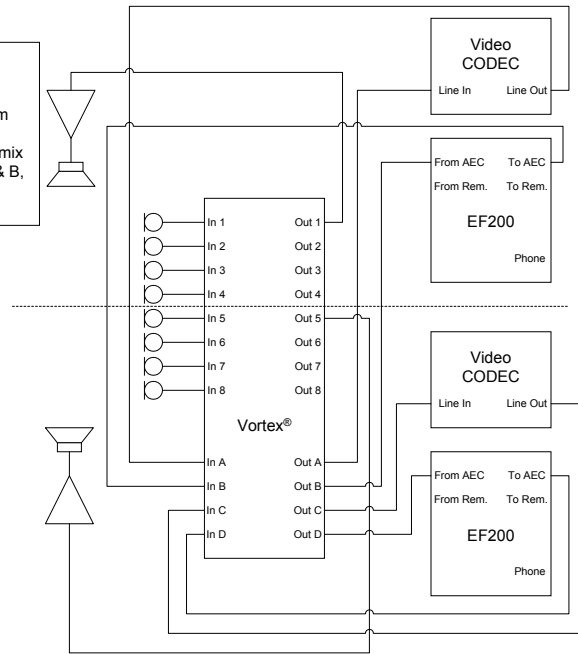 m
mix
& B,
Video
CODEC
Line In Line Out
From AEC To AEC
From Rem. To Rem.
EF200
Phone
In 1 Out 1
In 2 Out 2
In 3 Out 3
In 4 Out 4
In 5 Out 5
In 6 Out 6
In 7 Out 7
In 8 Out 8
Vortex®
In A Out A
In B Out B
In C Out C
In D Out D
Video
CODEC
Line In Line Out
From AEC To AEC
From Rem. To Rem.
EF200
Phone